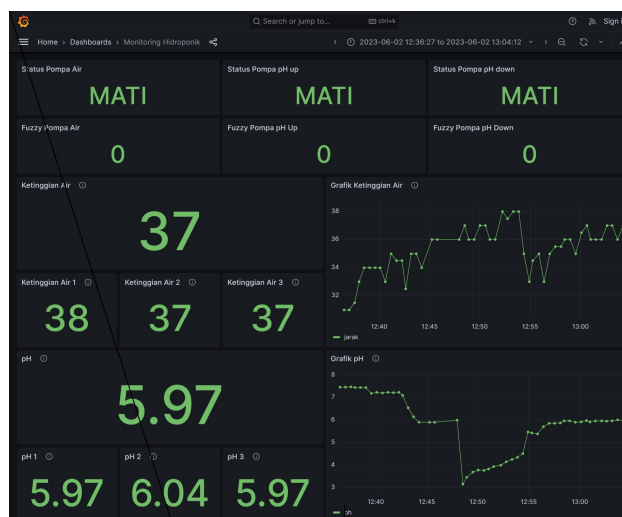 Search or jump to... ctrl+k Sign i
Home › Dashboards › Monitoring Hidroponik 2023-06-02 12:36:27 to 2023-06-02 13:04:12
Status Pompa Air Status Pompa pH up Status Pompa pH down
MATI MATI MATI
Fuzzy Pompa Air Fuzzy Pompa pH Up Fuzzy Pompa pH Down
0 0 0
Ketinggian Air
37
Ketinggian Air 1 Ketinggian Air 2 Ketinggian Air 3
38 37 37
Grafik Ketinggian Air
38
36
34
32
12:40 12:45 12:50 12:55 13:00
jarak
pH
5.97
pH 1 pH 2 pH 3
5.97 6.04 5.97
Grafik pH
8
7
6
5
4
3
12:40 12:45 12:50 12:55 13:00
ph